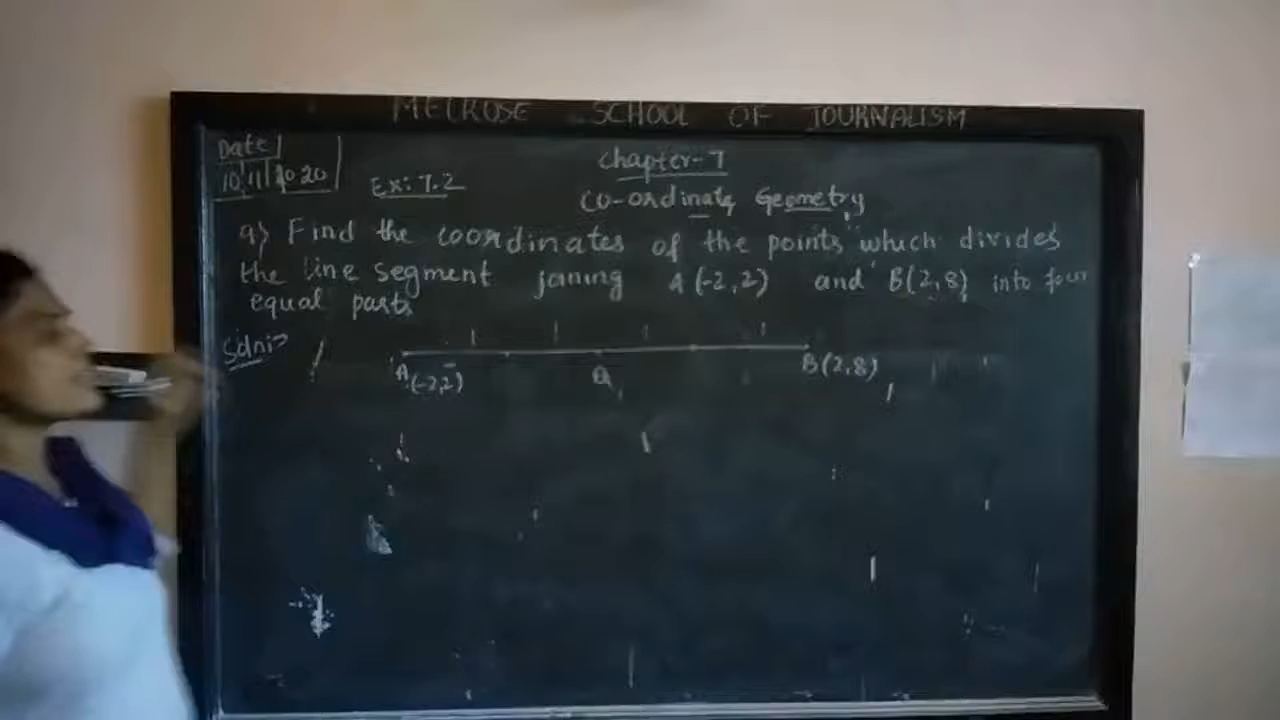 MELROSE SCHOOL OF JOURNALISM
Date
10/11/2020
Chapter-7
Ex: 7.2
Co-ordinate Geometry
9) Find the coordinates of the points which divides
the line segment joining A(-2,2) and B(2,8) into four
equal parts
Soln:-
A(-2,2) Q B(2,8)